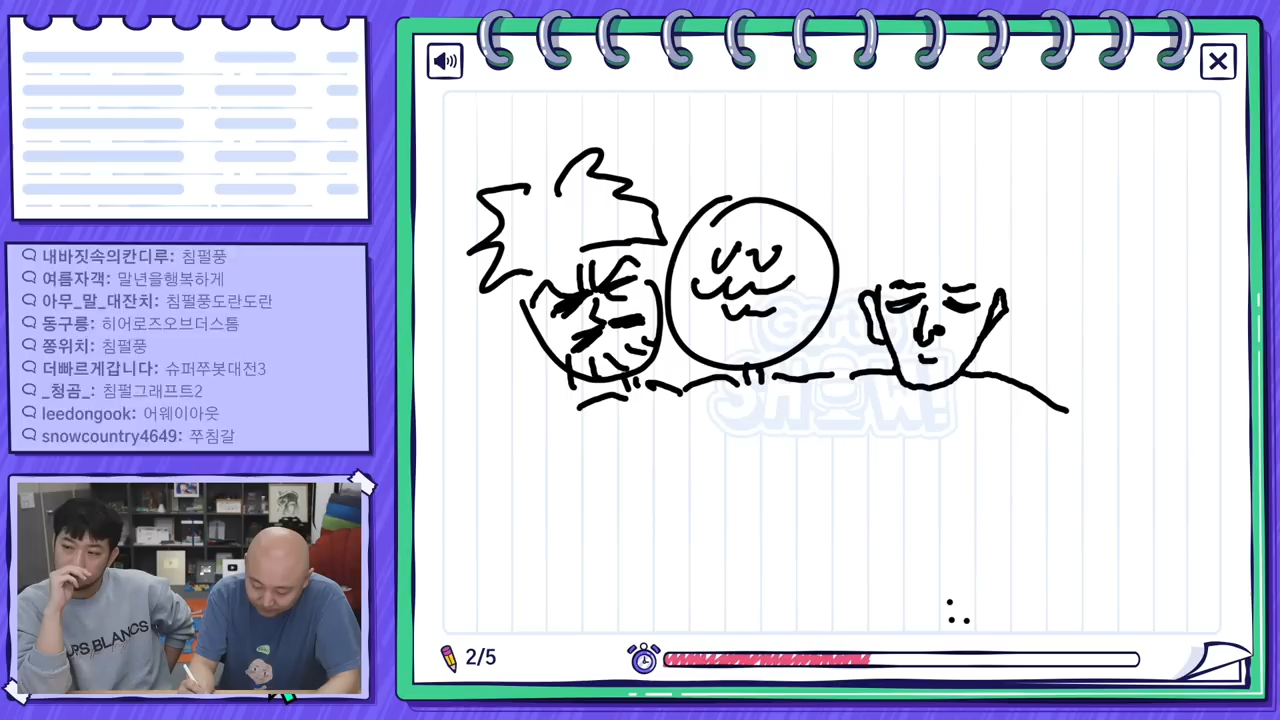 내바짓속의칸디루: 침펄풍
여름자객: 말년을행복하게
아무_말_대잔치: 침펄풍도란도란
동구릉: 히어로즈오브더스톰
쫑위치: 침펄풍
더빠르게갑니다: 슈퍼쭈봇대전3
_청곰_: 침펄그래프트2
leedongook: 어웨이아웃
snowcountry4649: 쭈침갈
Gartic
SHOW!
2/5